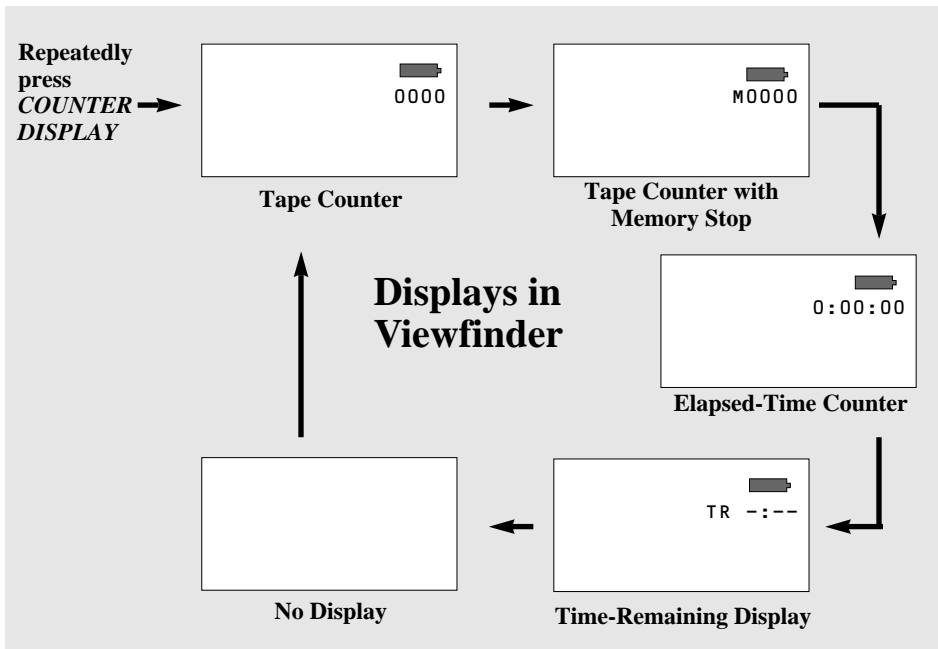 Repeatedly
press
COUNTER
DISPLAY
0000
Tape Counter
M0000
Tape Counter with
Memory Stop
Displays in
Viewfinder
0:00:00
Elapsed-Time Counter
TR -:--
Time-Remaining Display
No Display